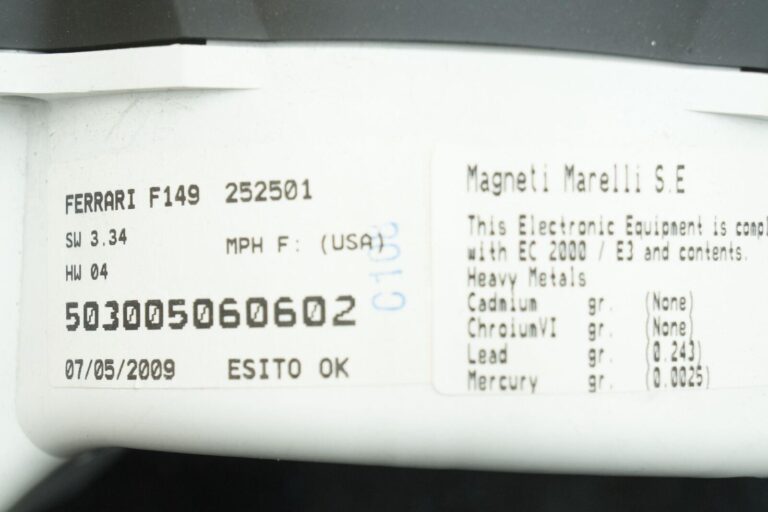 FERRARI F149 252501
SW 3.34
MPH F: (USA)
HW 04
503005060602
07/05/2009 ESITO OK
Magneti Marelli S.E
This Electronic Equipment is compl
with EC 2000 / E3 and contents.
Heavy Metals
Cadmium gr. (None)
ChroiumVI gr. (None)
Lead gr. (0.243)
Mercury gr. (0.0025)